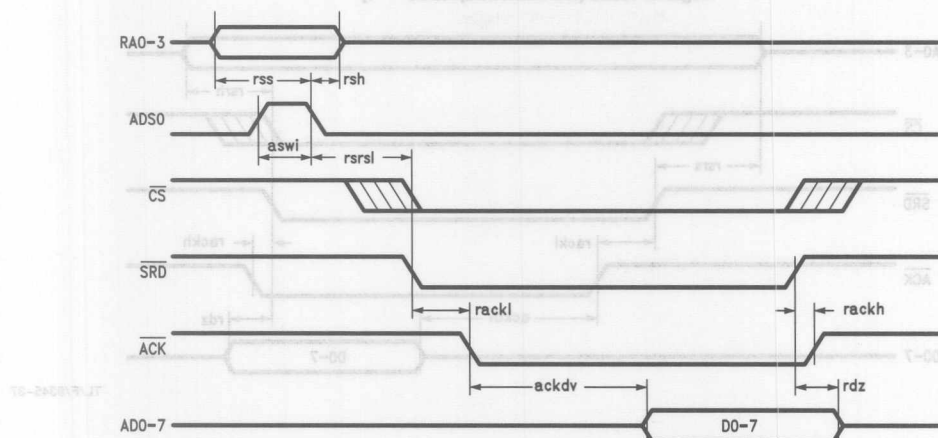 RA0-3
rss
rsh
ADS0
aswi
rsrsl
CS
SRD
rackl
rackh
ACK
ackdv
rdz
AD0-7
D0-7